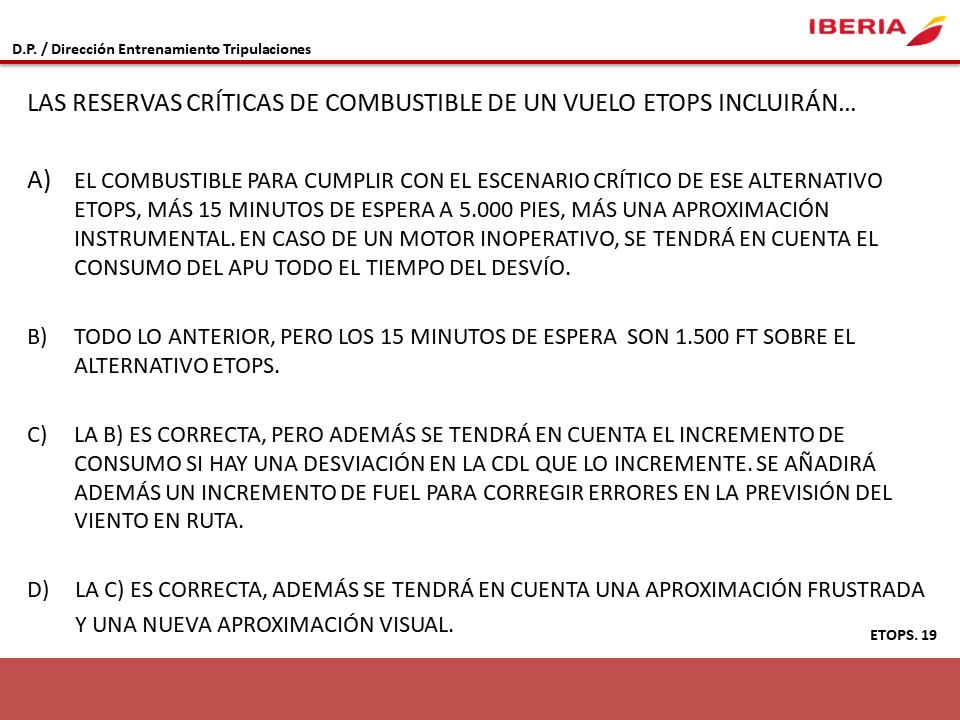 IBERIA
D.P. / Dirección Entrenamiento Tripulaciones
LAS RESERVAS CRÍTICAS DE COMBUSTIBLE DE UN VUELO ETOPS INCLUIRÁN...
A) EL COMBUSTIBLE PARA CUMPLIR CON EL ESCENARIO CRÍTICO DE ESE ALTERNATIVO
ETOPS, MÁS 15 MINUTOS DE ESPERA A 5.000 PIES, MÁS UNA APROXIMACIÓN
INSTRUMENTAL. EN CASO DE UN MOTOR INOPERATIVO, SE TENDRÁ EN CUENTA EL
CONSUMO DEL APU TODO EL TIEMPO DEL DESVÍO.
B) TODO LO ANTERIOR, PERO LOS 15 MINUTOS DE ESPERA SON 1.500 FT SOBRE EL
ALTERNATIVO ETOPS.
C) LA B) ES CORRECTA, PERO ADEMÁS SE TENDRÁ EN CUENTA EL INCREMENTO DE
CONSUMO SI HAY UNA DESVIACIÓN EN LA CDL QUE LO INCREMENTE. SE AÑADIRÁ
ADEMÁS UN INCREMENTO DE FUEL PARA CORREGIR ERRORES EN LA PREVISIÓN DEL
VIENTO EN RUTA.
D) LA C) ES CORRECTA, ADEMÁS SE TENDRÁ EN CUENTA UNA APROXIMACIÓN FRUSTRADA
Y UNA NUEVA APROXIMACIÓN VISUAL.
ETOPS. 19